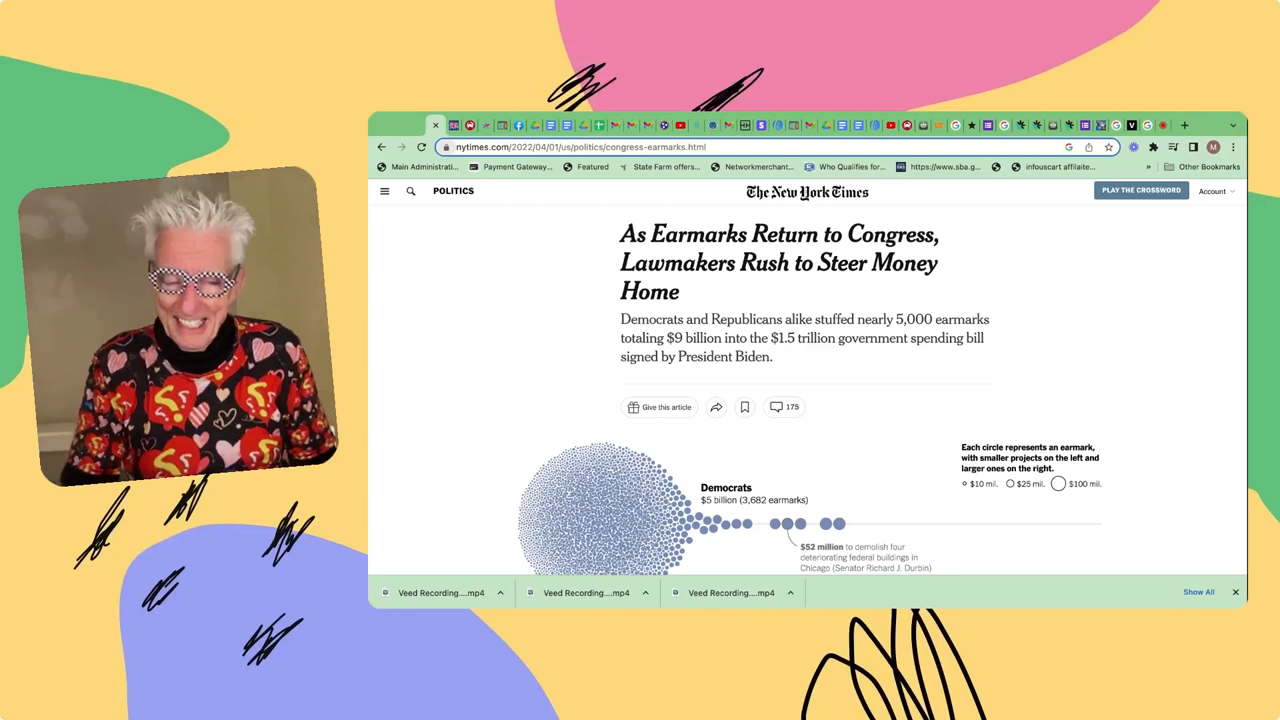 nytimes.com/2022/04/01/us/politics/congress-earmarks.html
Main Administrati... Payment Gateway... Featured State Farm offers... Networkmerchant... Who Qualifies for... https://www.sba.g... infouscart affilaite... » Other Bookmarks
POLITICS The New York Times PLAY THE CROSSWORD Account
As Earmarks Return to Congress,
Lawmakers Rush to Steer Money
Home
Democrats and Republicans alike stuffed nearly 5,000 earmarks
totaling $9 billion into the $1.5 trillion government spending bill
signed by President Biden.
Give this article 175
Each circle represents an earmark,
with smaller projects on the left and
larger ones on the right.
$10 mil. $25 mil. $100 mil.
Democrats
$5 billion (3,682 earmarks)
$52 million to demolish four
deteriorating federal buildings in
Chicago (Senator Richard J. Durbin)
Veed Recording....mp4 Veed Recording....mp4 Veed Recording....mp4 Show All